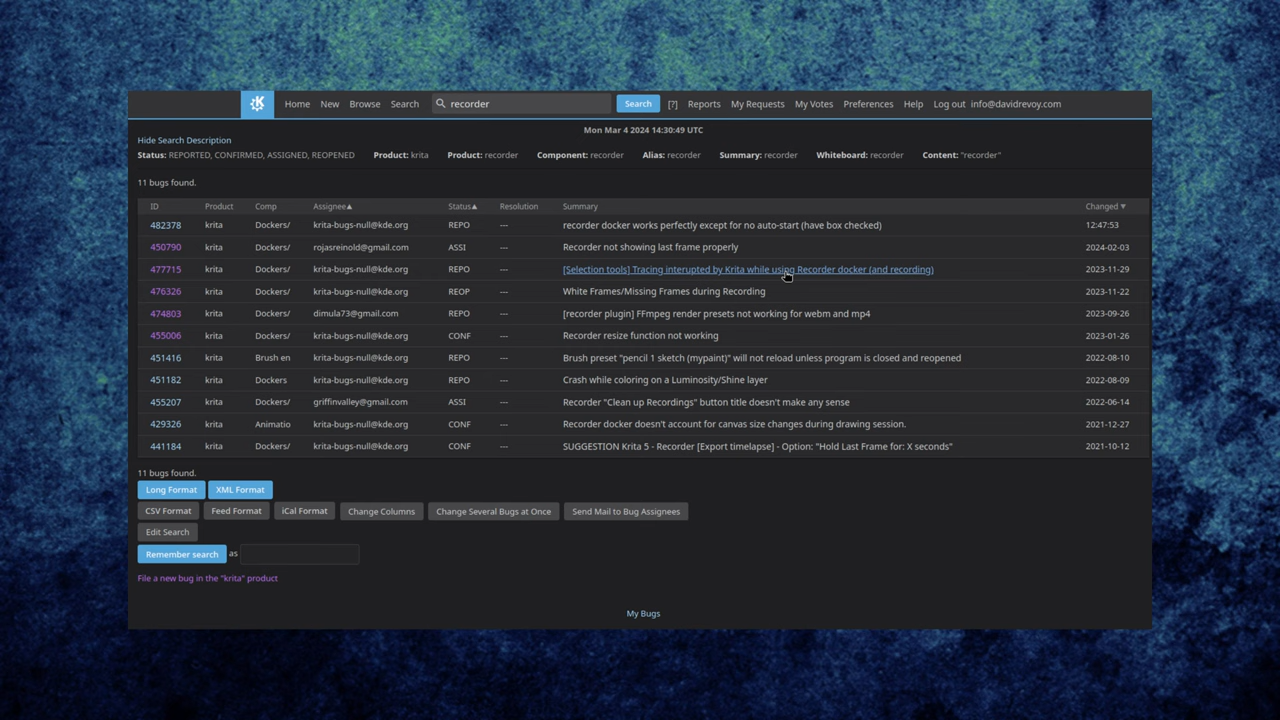 Home New Browse Search recorder Search [?] Reports My Requests My Votes Preferences Help Log out info@davidrevoy.com
Mon Mar 4 2024 14:30:49 UTC
Hide Search Description
Status: REPORTED, CONFIRMED, ASSIGNED, REOPENED Product: krita Product: recorder Component: recorder Alias: recorder Summary: recorder Whiteboard: recorder Content: "recorder"
11 bugs found.
ID Product Comp Assignee▲ Status▲ Resolution Summary Changed ▼
482378 krita Dockers/ krita-bugs-null@kde.org REPO --- recorder docker works perfectly except for no auto-start (have box checked) 12:47:53
450790 krita Dockers/ rojasreinold@gmail.com ASSI --- Recorder not showing last frame properly 2024-02-03
477715 krita Dockers/ krita-bugs-null@kde.org REPO --- [Selection tools] Tracing interupted by Krita while using Recorder docker (and recording) 2023-11-29
476326 krita Dockers/ krita-bugs-null@kde.org REOP --- White Frames/Missing Frames during Recording 2023-11-22
474803 krita Dockers/ dimula73@gmail.com REPO --- [recorder plugin] FFmpeg render presets not working for webm and mp4 2023-09-26
455006 krita Dockers/ krita-bugs-null@kde.org CONF --- Recorder resize function not working 2023-01-26
451416 krita Brush en krita-bugs-null@kde.org REPO --- Brush preset "pencil 1 sketch (mypaint)" will not reload unless program is closed and reopened 2022-08-10
451182 krita Dockers krita-bugs-null@kde.org REPO --- Crash while coloring on a Luminosity/Shine layer 2022-08-09
455207 krita Dockers/ griffinvalley@gmail.com ASSI --- Recorder "Clean up Recordings" button title doesn't make any sense 2022-06-14
429326 krita Animatio krita-bugs-null@kde.org CONF --- Recorder docker doesn't account for canvas size changes during drawing session. 2021-12-27
441184 krita Dockers/ krita-bugs-null@kde.org CONF --- SUGGESTION Krita 5 - Recorder [Export timelapse] - Option: "Hold Last Frame for: X seconds" 2021-10-12
11 bugs found.
Long Format XML Format
CSV Format Feed Format iCal Format Change Columns Change Several Bugs at Once Send Mail to Bug Assignees
Edit Search
Remember search as
File a new bug in the "krita" product
My Bugs